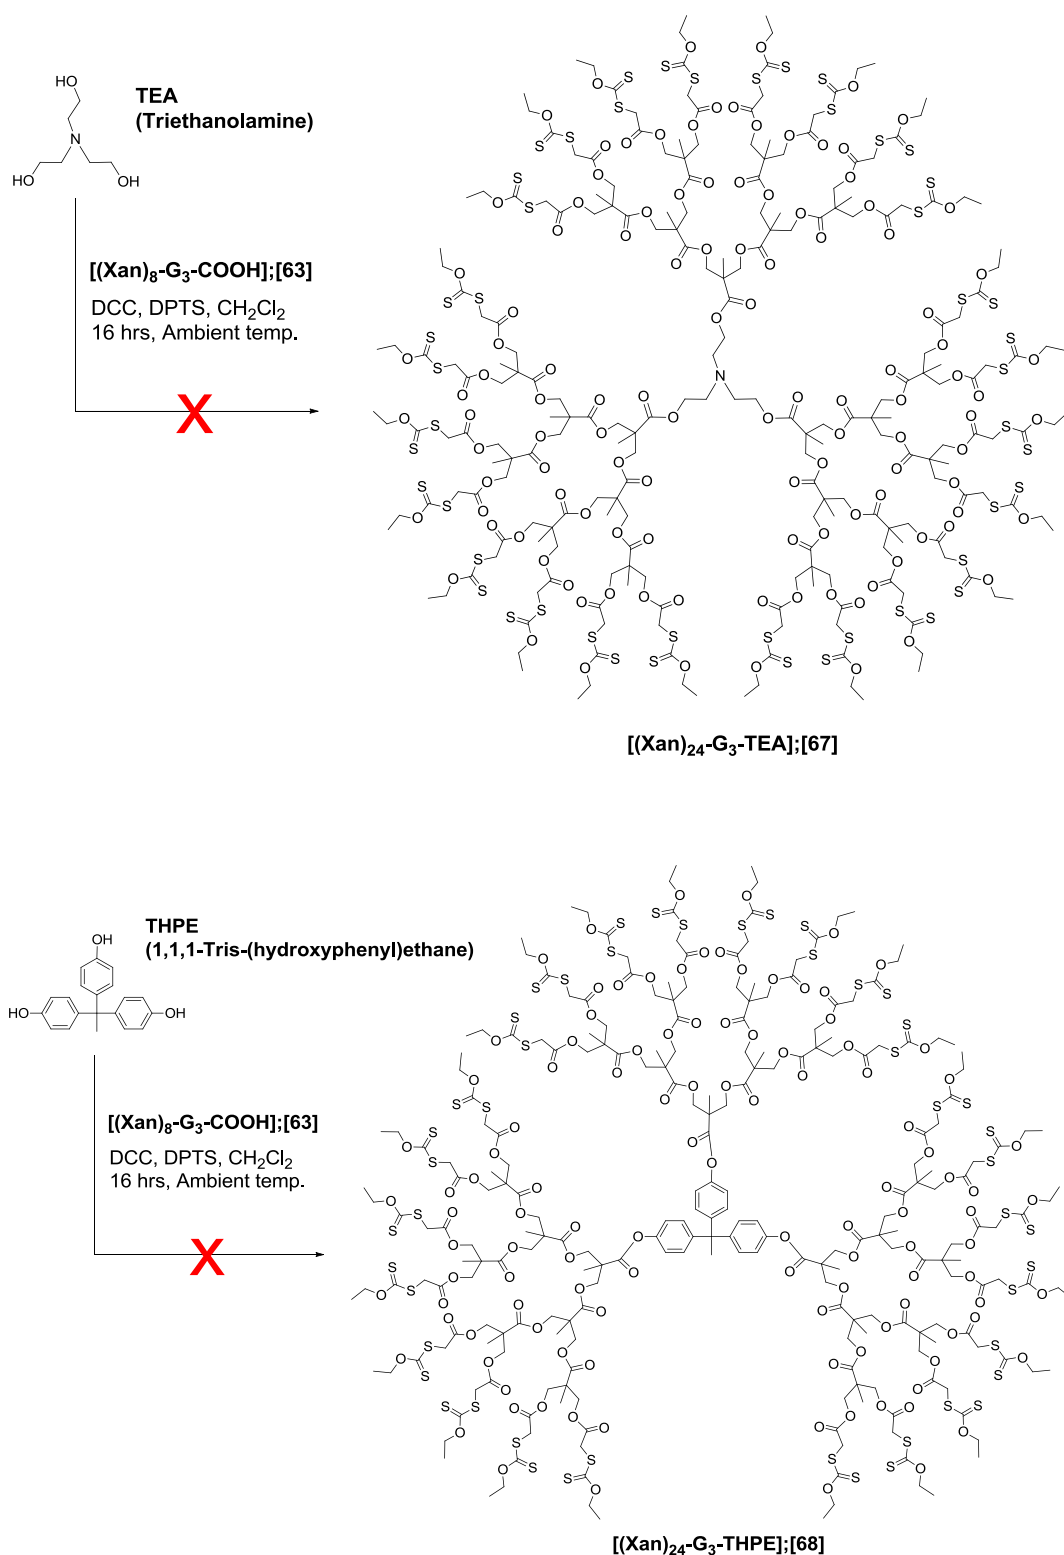 TEA
(Triethanolamine)
[(Xan)₈-G₃-COOH];[63]
DCC, DPTS, CH₂Cl₂
16 hrs, Ambient temp.
X
[(Xan)₂₄-G₃-TEA];[67]
THPE
(1,1,1-Tris-(hydroxyphenyl)ethane)
[(Xan)₈-G₃-COOH];[63]
DCC, DPTS, CH₂Cl₂
16 hrs, Ambient temp.
X
[(Xan)₂₄-G₃-THPE];[68]